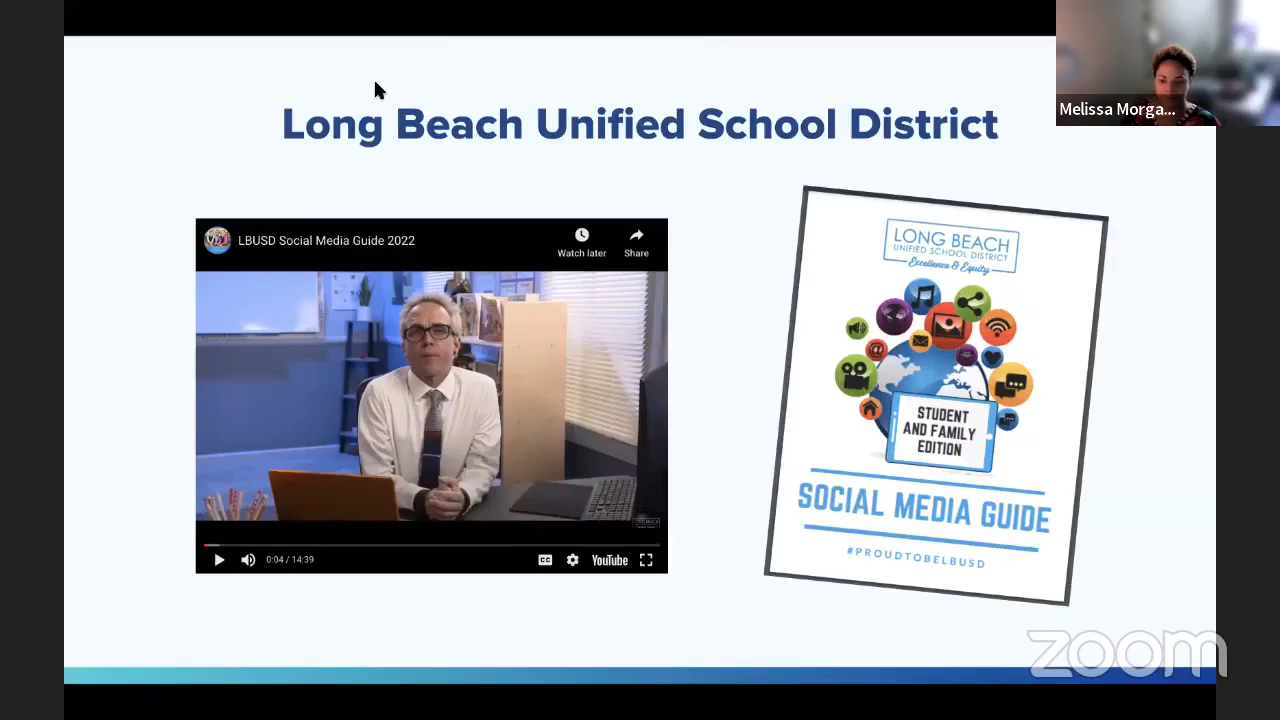 Long Beach Unified School District
Melissa Morga...
LBUSD Social Media Guide 2022
Watch later
Share
0:04 / 14:39
CC
YouTube
LONG BEACH
UNIFIED SCHOOL DISTRICT
Excellence & Equity
STUDENT
AND FAMILY
EDITION
SOCIAL MEDIA GUIDE
#PROUDTOBELBUSD
zoom